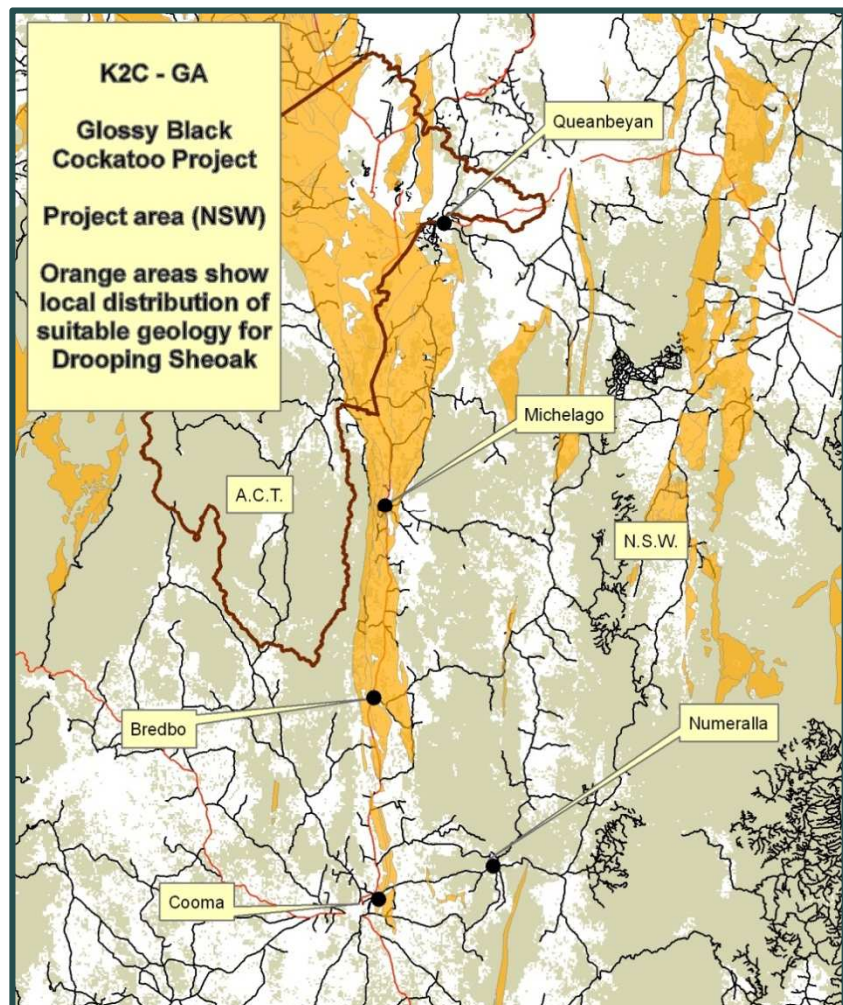 K2C - GA
Glossy Black
Cockatoo Project
Project area (NSW)
Orange areas show
local distribution of
suitable geology for
Drooping Sheoak
Queanbeyan
Michelago
A.C.T.
N.S.W.
Bredbo
Numeralla
Cooma